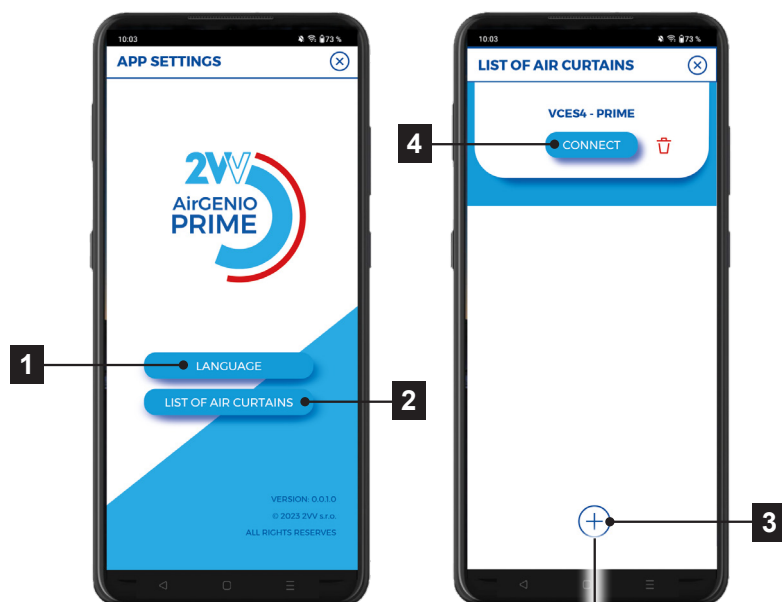 10:03
73 %
APP SETTINGS
2VV
AirGENIO
PRIME
1
LANGUAGE
LIST OF AIR CURTAINS
2
VERSION: 0.0.1.0
© 2023 2VV s.r.o.
ALL RIGHTS RESERVES
10:03
73 %
LIST OF AIR CURTAINS
VCES4 - PRIME
4
CONNECT
3